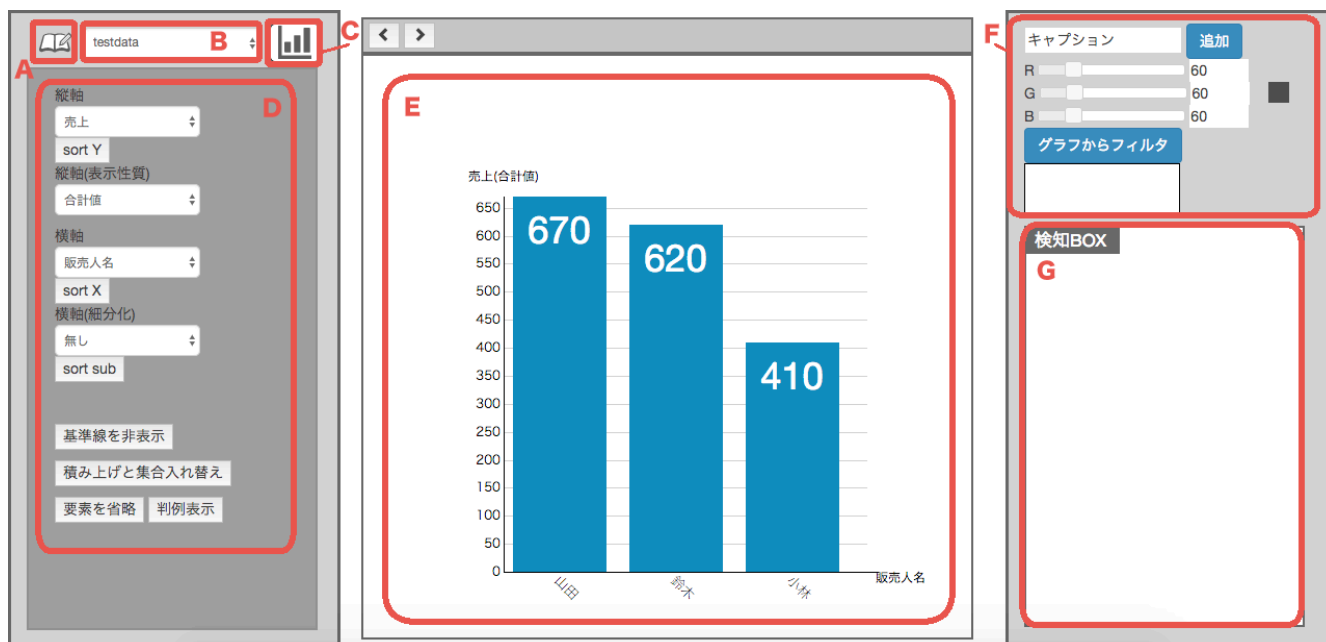 A
testdata
B
C
D
縦軸
売上
sort Y
縦軸(表示性質)
合計値
横軸
販売人名
sort X
横軸(細分化)
無し
sort sub
基準線を非表示
積み上げと集合入れ替え
要素を省略 判例表示
E
売上(合計値)
650
600
550
500
450
400
350
300
250
200
150
100
50
0
670
620
410
山田
鈴木
小林
販売人名
F
キャプション 追加
R 60
G 60
B 60
グラフからフィルタ
検知BOX
G